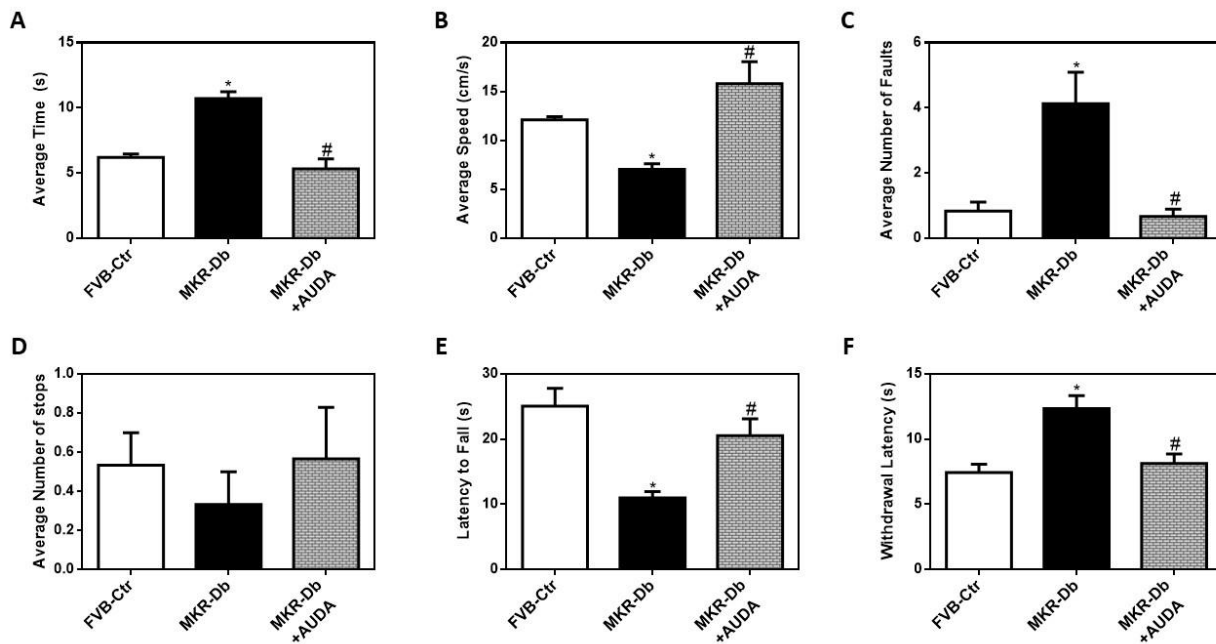 A
Average Time (s)
15
10
5
0
*
#
FVB-Ctr
MKR-Db
MKR-Db
+AUDA
B
Average Speed (cm/s)
20
15
10
5
0
*
#
FVB-Ctr
MKR-Db
MKR-Db
+AUDA
C
Average Number of Faults
6
4
2
0
*
#
FVB-Ctr
MKR-Db
MKR-Db
+AUDA
D
Average Number of stops
1.0
0.8
0.6
0.4
0.2
0.0
FVB-Ctr
MKR-Db
MKR-Db
+AUDA
E
Latency to Fall (s)
30
20
10
0
*
#
FVB-Ctr
MKR-Db
MKR-Db
+AUDA
F
Withdrawal Latency (s)
15
10
5
0
*
#
FVB-Ctr
MKR-Db
MKR-Db
+AUDA